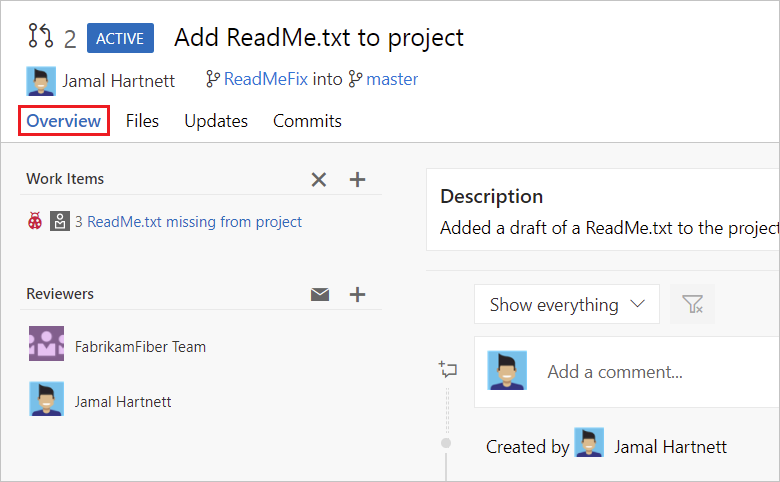 2 ACTIVE Add ReadMe.txt to project
Jamal Hartnett ReadMeFix into master
Overview Files Updates Commits
Work Items
3 ReadMe.txt missing from project
Reviewers
FabrikamFiber Team
Jamal Hartnett
Description
Added a draft of a ReadMe.txt to the project
Show everything
Add a comment...
Created by Jamal Hartnett